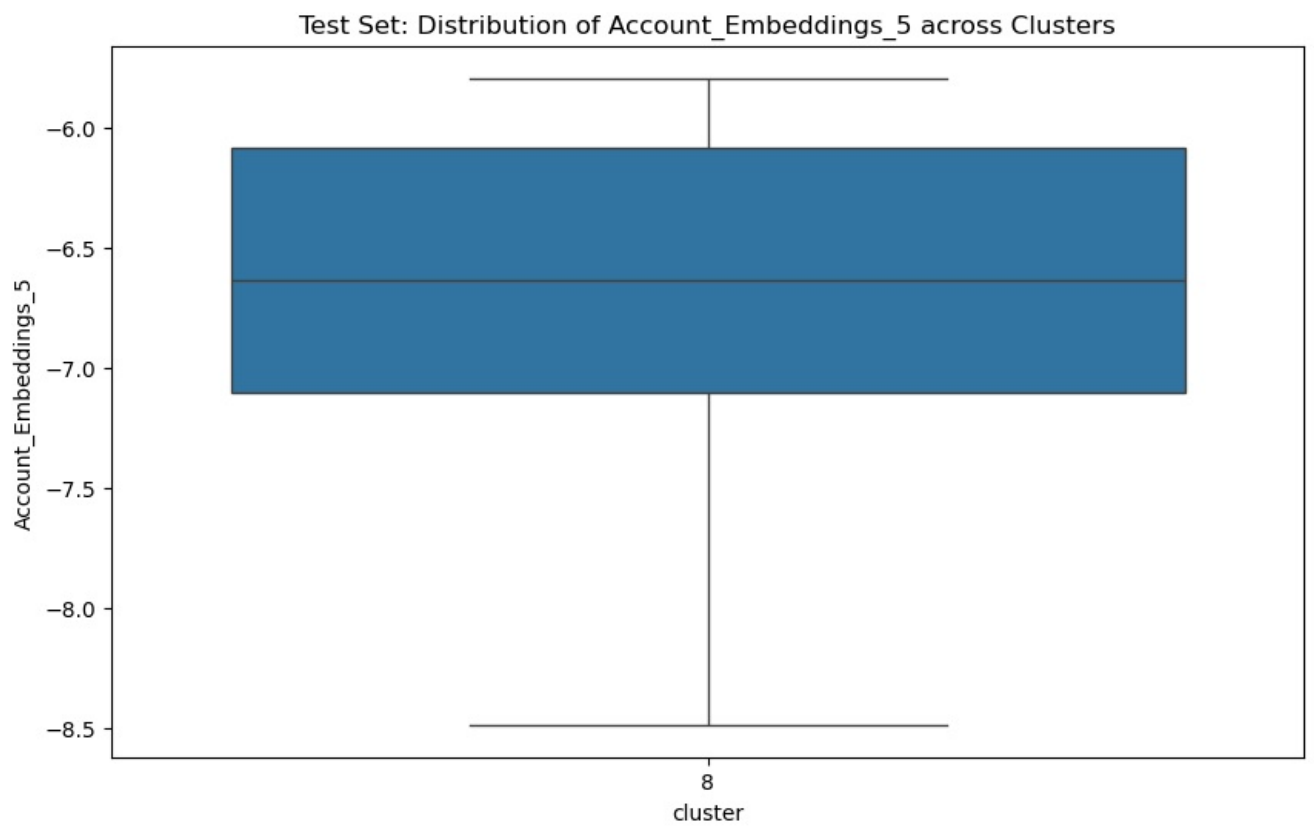 Test Set: Distribution of Account_Embeddings_5 across Clusters
Account_Embeddings_5
−6.0
−6.5
−7.0
−7.5
−8.0
−8.5
8
cluster